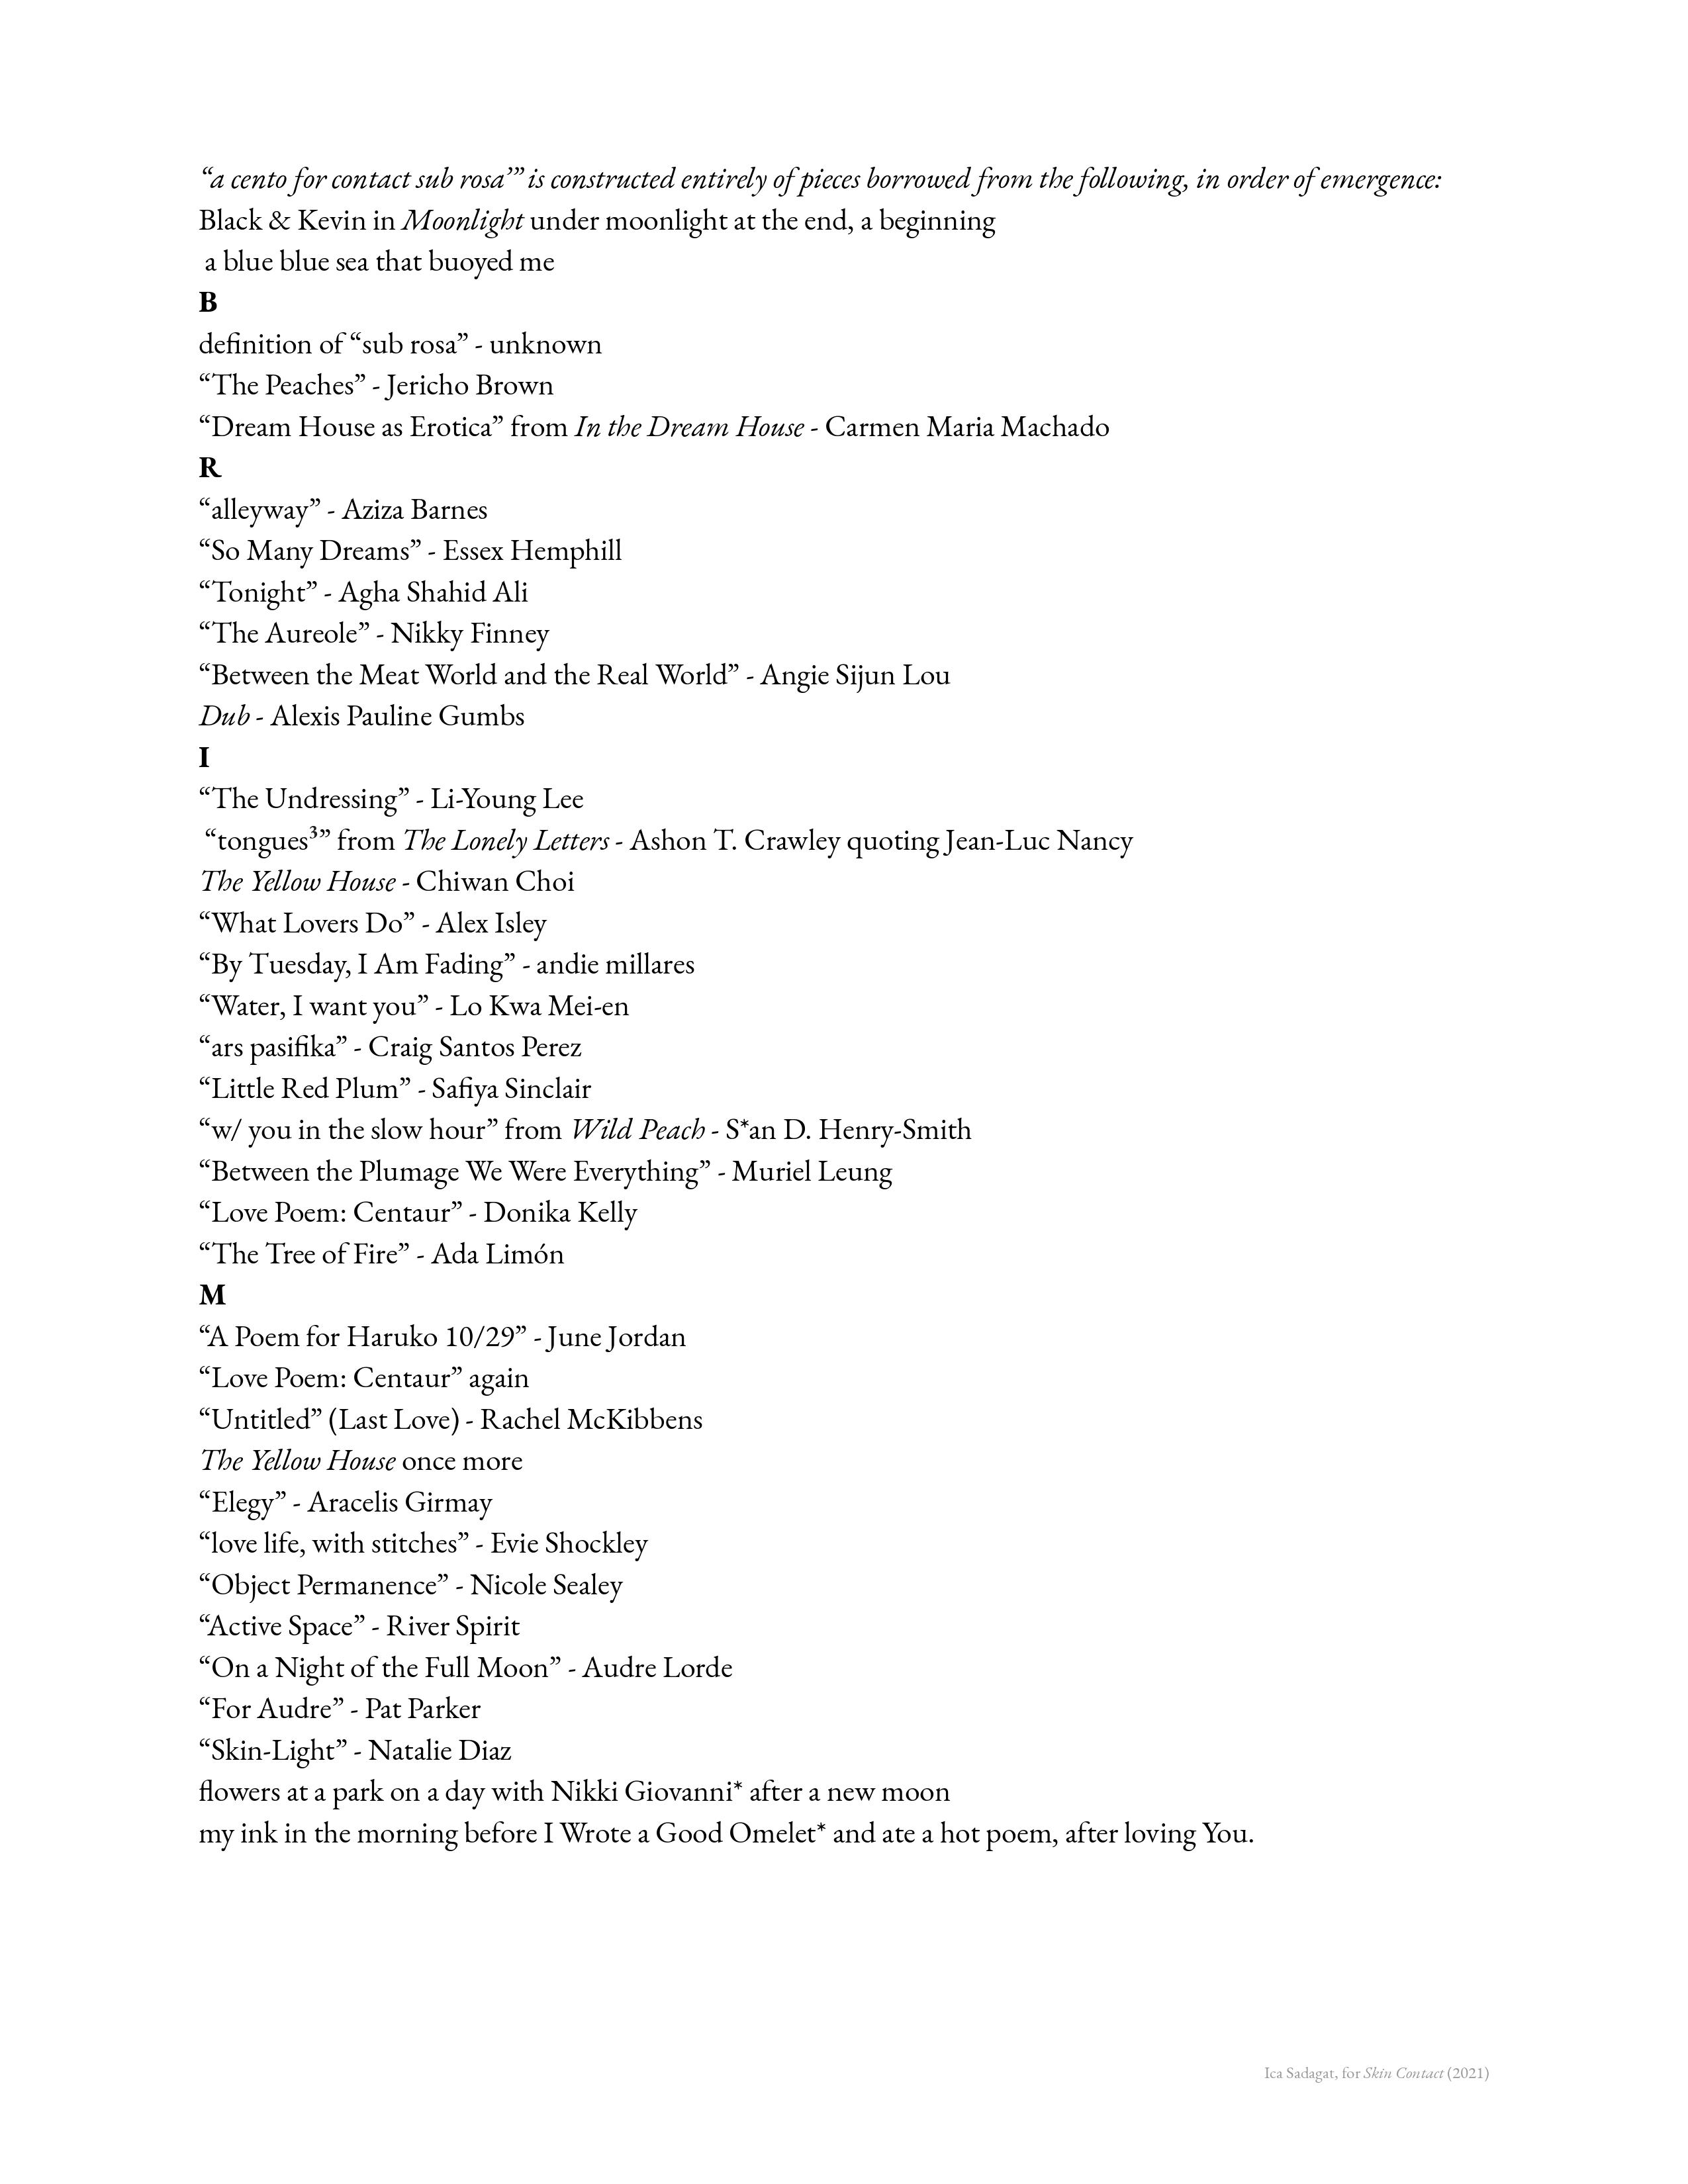 “a cento for contact sub rosa’” is constructed entirely of pieces borrowed from the following, in order of emergence:
Black & Kevin in Moonlight under moonlight at the end, a beginning
a blue blue sea that buoyed me
B
definition of “sub rosa” - unknown
“The Peaches” - Jericho Brown
“Dream House as Erotica” from In the Dream House - Carmen Maria Machado
R
“alleyway” - Aziza Barnes
“So Many Dreams” - Essex Hemphill
“Tonight” - Agha Shahid Ali
“The Aureole” - Nikky Finney
“Between the Meat World and the Real World” - Angie Sijun Lou
Dub - Alexis Pauline Gumbs
I
“The Undressing” - Li-Young Lee
“tongues³” from The Lonely Letters - Ashon T. Crawley quoting Jean-Luc Nancy
The Yellow House - Chiwan Choi
“What Lovers Do” - Alex Isley
“By Tuesday, I Am Fading” - andie millares
“Water, I want you” - Lo Kwa Mei-en
“ars pasifika” - Craig Santos Perez
“Little Red Plum” - Safiya Sinclair
“w/ you in the slow hour” from Wild Peach - S*an D. Henry-Smith
“Between the Plumage We Were Everything” - Muriel Leung
“Love Poem: Centaur” - Donika Kelly
“The Tree of Fire” - Ada Limón
M
“A Poem for Haruko 10/29” - June Jordan
“Love Poem: Centaur” again
“Untitled” (Last Love) - Rachel McKibbens
The Yellow House once more
“Elegy” - Aracelis Girmay
“love life, with stitches” - Evie Shockley
“Object Permanence” - Nicole Sealey
“Active Space” - River Spirit
“On a Night of the Full Moon” - Audre Lorde
“For Audre” - Pat Parker
“Skin-Light” - Natalie Diaz
flowers at a park on a day with Nikki Giovanni* after a new moon
my ink in the morning before I Wrote a Good Omelet* and ate a hot poem, after loving You.
Ica Sadagat, for Skin Contact (2021)